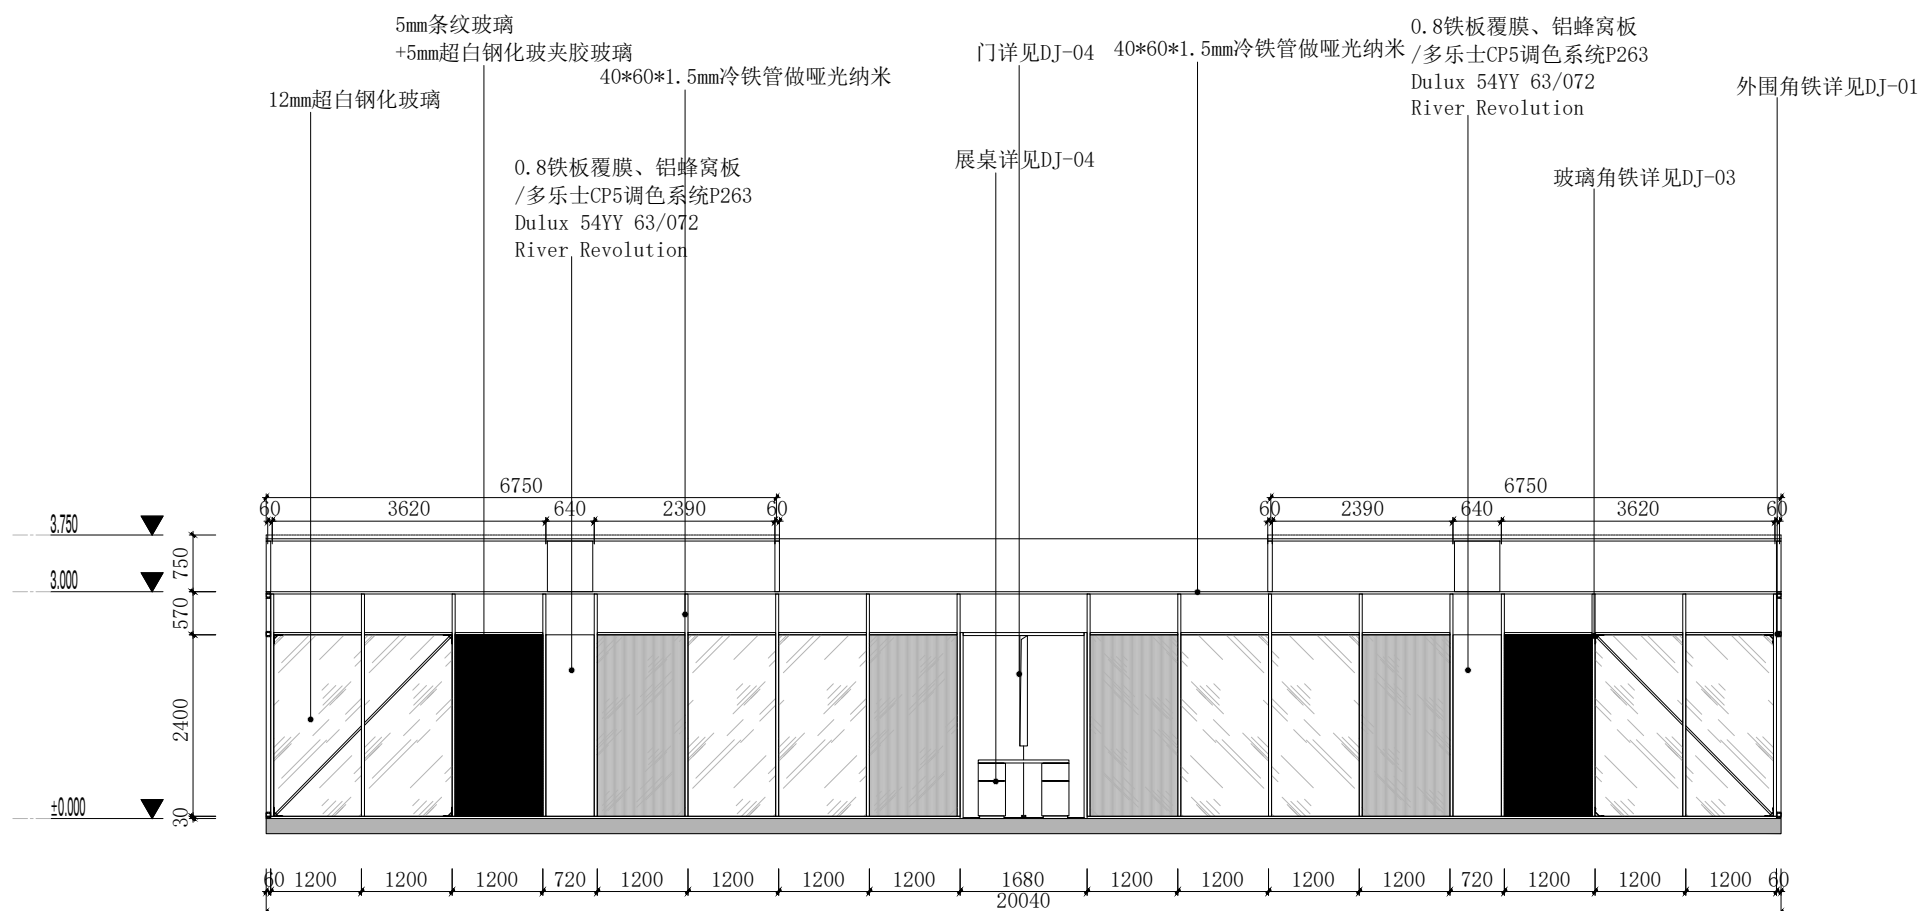 5mm条纹玻璃
+5mm超白钢化玻夹胶玻璃
40*60*1.5mm冷铁管做哑光纳米
12mm超白钢化玻璃
0.8铁板覆膜、铝蜂窝板
/多乐士CP5调色系统P263
Dulux 54YY 63/072
River Revolution
门详见DJ-04
40*60*1.5mm冷铁管做哑光纳米
展桌详见DJ-04
0.8铁板覆膜、铝蜂窝板
/多乐士CP5调色系统P263
Dulux 54YY 63/072
River Revolution
外围角铁详见DJ-01
玻璃角铁详见DJ-03
6750
6750
60 3620 640 2390 60
60 2390 640 3620 60
3.750
750
3.000
570
2400
±0.000
30
60 1200 1200 1200 720 1200 1200 1200 1200 1680 1200 1200 1200 1200 720 1200 1200 1200 60
20040